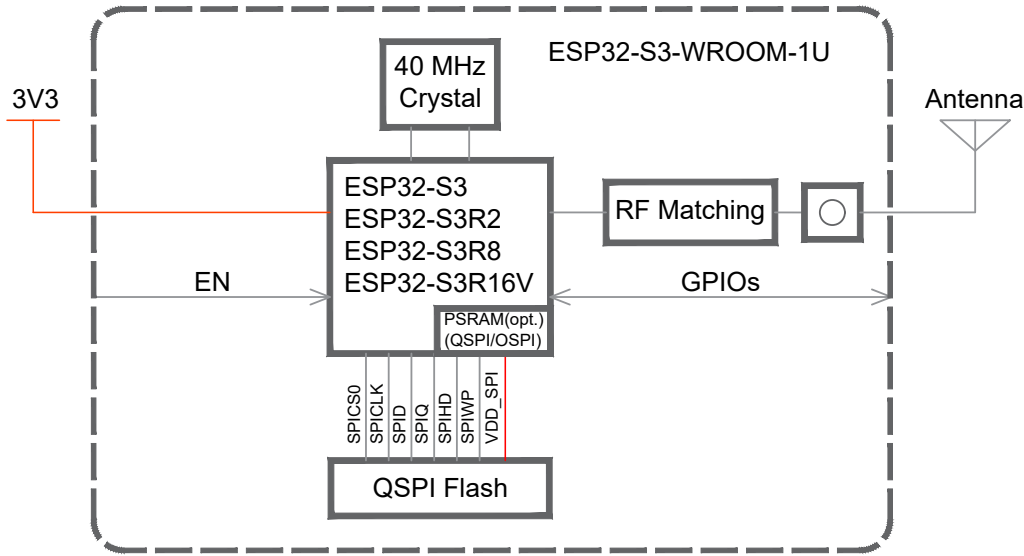 ESP32-S3-WROOM-1U
40 MHz
Crystal
3V3
Antenna
ESP32-S3
ESP32-S3R2
ESP32-S3R8
ESP32-S3R16V
RF Matching
EN
GPIOs
PSRAM(opt.)
(QSPI/OSPI)
SPICS0
SPICLK
SPID
SPIQ
SPIHD
SPIWP
VDD_SPI
QSPI Flash